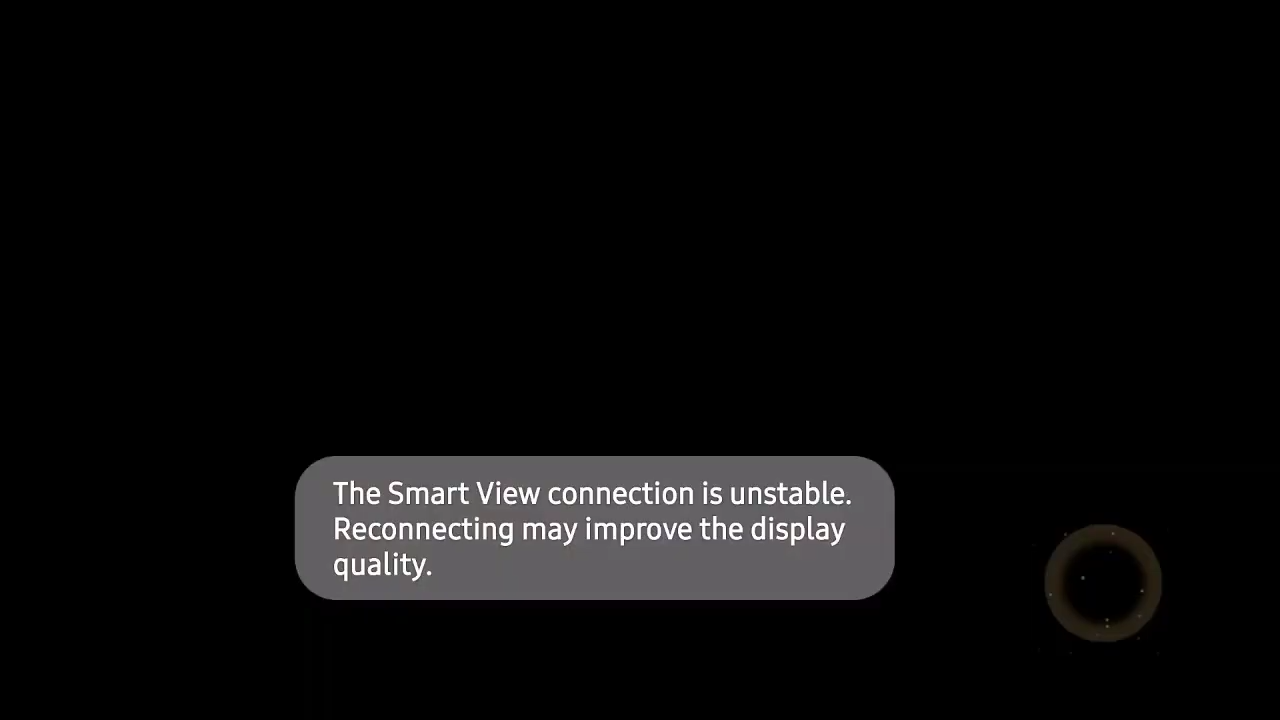 The Smart View connection is unstable.
Reconnecting may improve the display
quality.